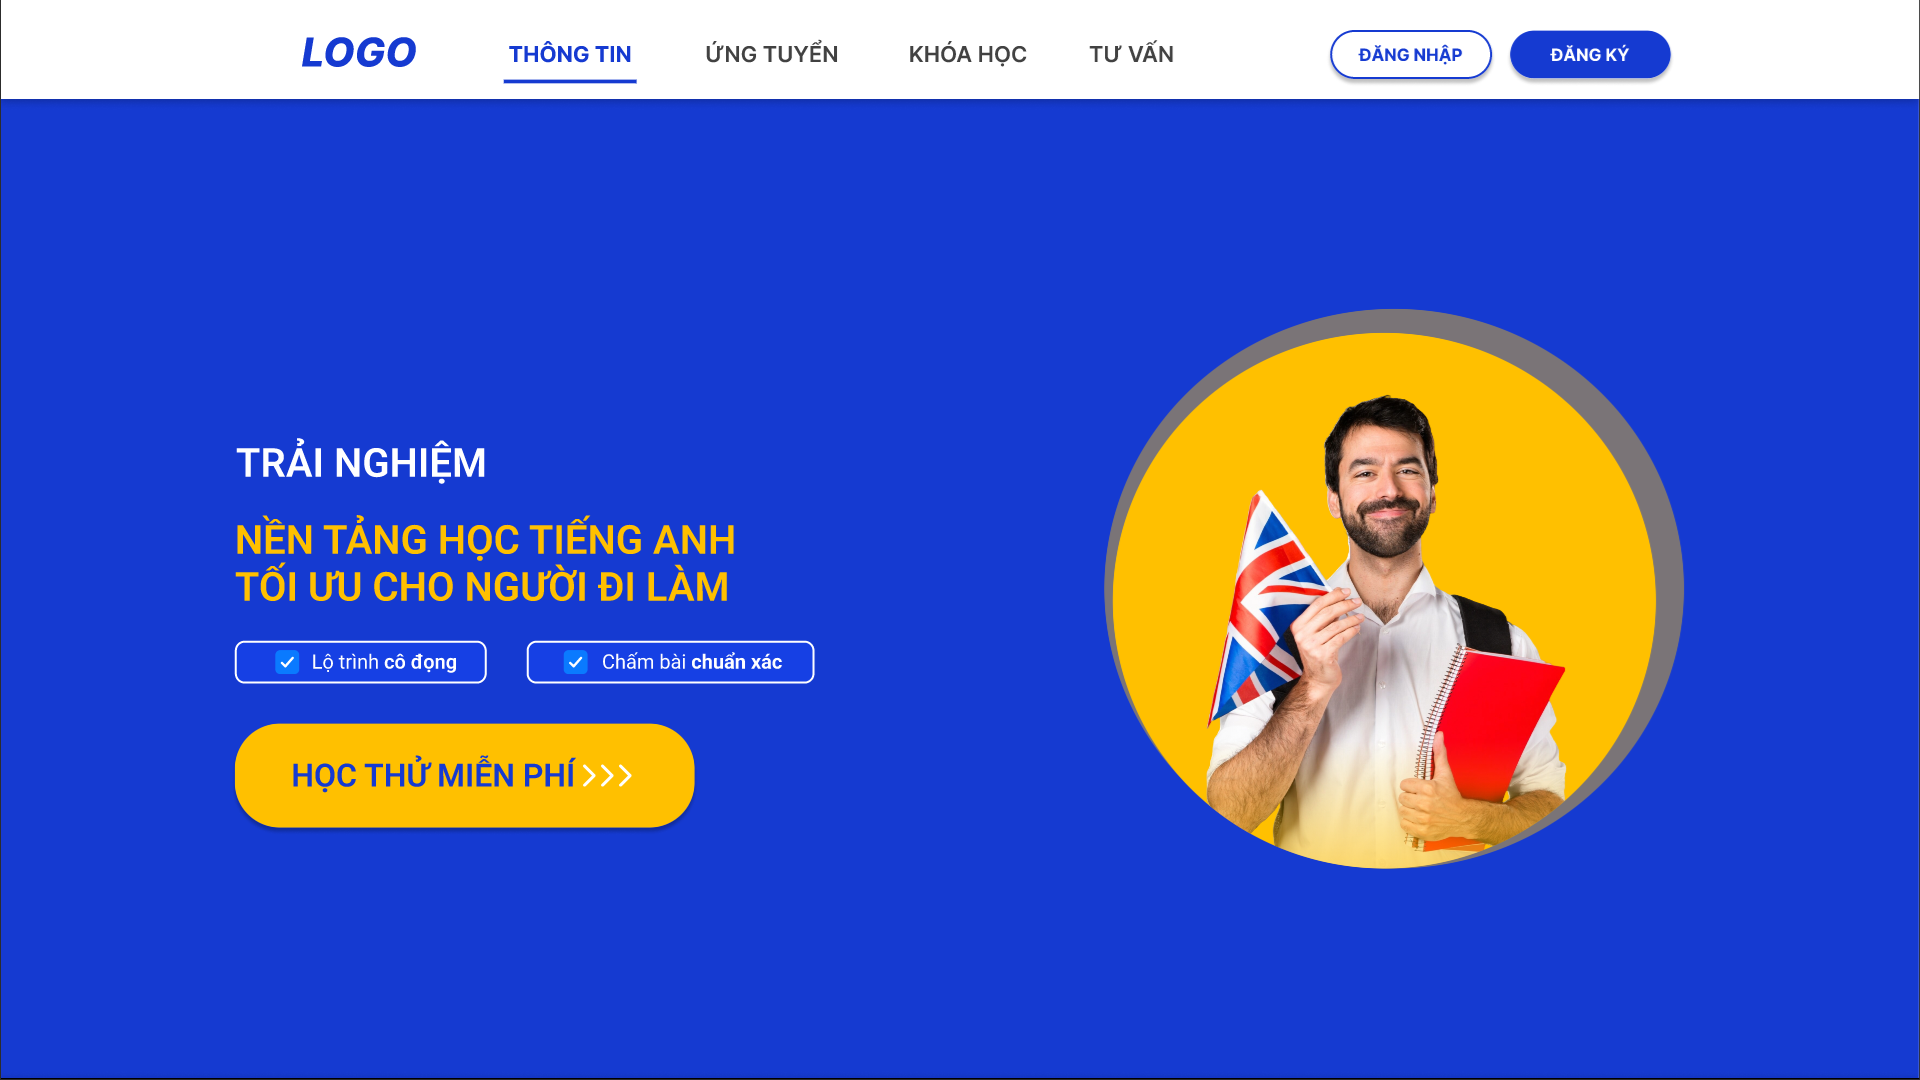 LOGO
THÔNG TIN
ỨNG TUYỂN
KHÓA HỌC
TƯ VẤN
ĐĂNG NHẬP
ĐĂNG KÝ
TRẢI NGHIỆM
NỀN TẢNG HỌC TIẾNG ANH
TỐI ƯU CHO NGƯỜI ĐI LÀM
Lộ trình cô đọng
Chấm bài chuẩn xác
HỌC THỬ MIỄN PHÍ